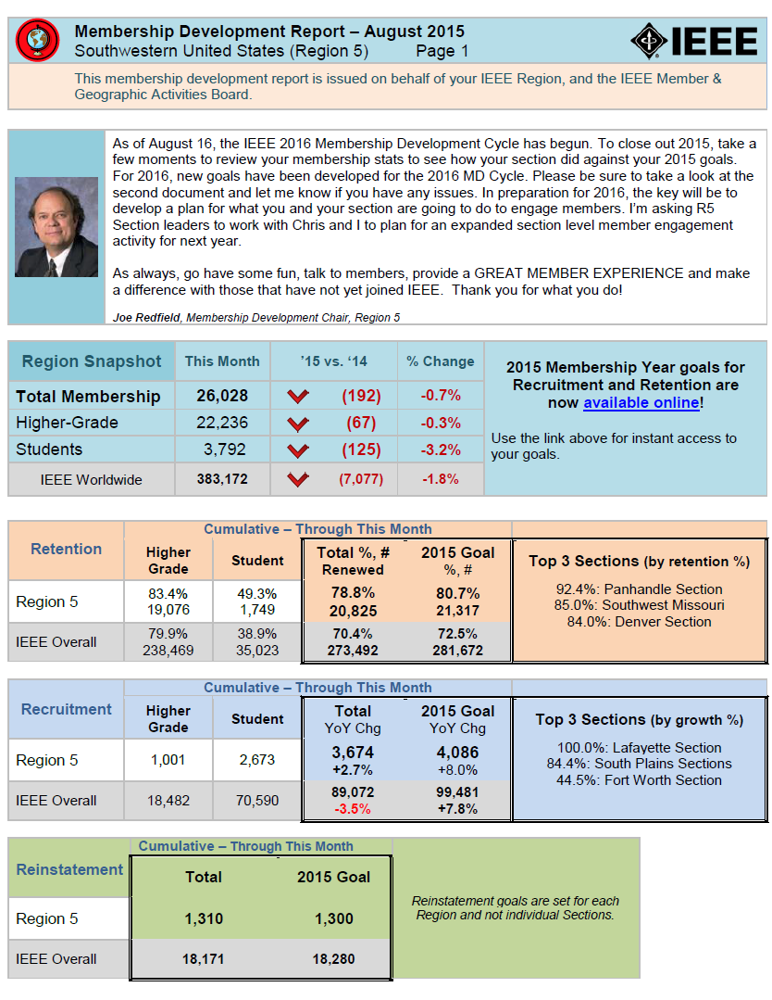 Membership Development Report – August 2015
Southwestern United States (Region 5) Page 1
IEEE
This membership development report is issued on behalf of your IEEE Region, and the IEEE Member &
Geographic Activities Board.
As of August 16, the IEEE 2016 Membership Development Cycle has begun. To close out 2015, take a
few moments to review your membership stats to see how your section did against your 2015 goals.
For 2016, new goals have been developed for the 2016 MD Cycle. Please be sure to take a look at the
second document and let me know if you have any issues. In preparation for 2016, the key will be to
develop a plan for what you and your section are going to do to engage members. I'm asking R5
Section leaders to work with Chris and I to plan for an expanded section level member engagement
activity for next year.
As always, go have some fun, talk to members, provide a GREAT MEMBER EXPERIENCE and make
a difference with those that have not yet joined IEEE. Thank you for what you do!
Joe Redfield, Membership Development Chair, Region 5
Region Snapshot This Month '15 vs. '14 % Change
Total Membership 26,028 (192) -0.7%
Higher-Grade 22,236 (67) -0.3%
Students 3,792 (125) -3.2%
IEEE Worldwide 383,172 (7,077) -1.8%
2015 Membership Year goals for
Recruitment and Retention are
now available online!
Use the link above for instant access to
your goals.
Cumulative – Through This Month
Retention Higher Grade Student Total %, # Renewed 2015 Goal %, #
Region 5 83.4% 49.3% 78.8% 80.7%
19,076 1,749 20,825 21,317
IEEE Overall 79.9% 38.9% 70.4% 72.5%
238,469 35,023 273,492 281,672
Top 3 Sections (by retention %)
92.4%: Panhandle Section
85.0%: Southwest Missouri
84.0%: Denver Section
Cumulative – Through This Month
Recruitment Higher Grade Student Total YoY Chg 2015 Goal YoY Chg
Region 5 1,001 2,673 3,674 4,086
+2.7% +8.0%
IEEE Overall 18,482 70,590 89,072 99,481
-3.5% +7.8%
Top 3 Sections (by growth %)
100.0%: Lafayette Section
84.4%: South Plains Sections
44.5%: Fort Worth Section
Cumulative – Through This Month
Reinstatement Total 2015 Goal
Region 5 1,310 1,300
IEEE Overall 18,171 18,280
Reinstatement goals are set for each
Region and not individual Sections.